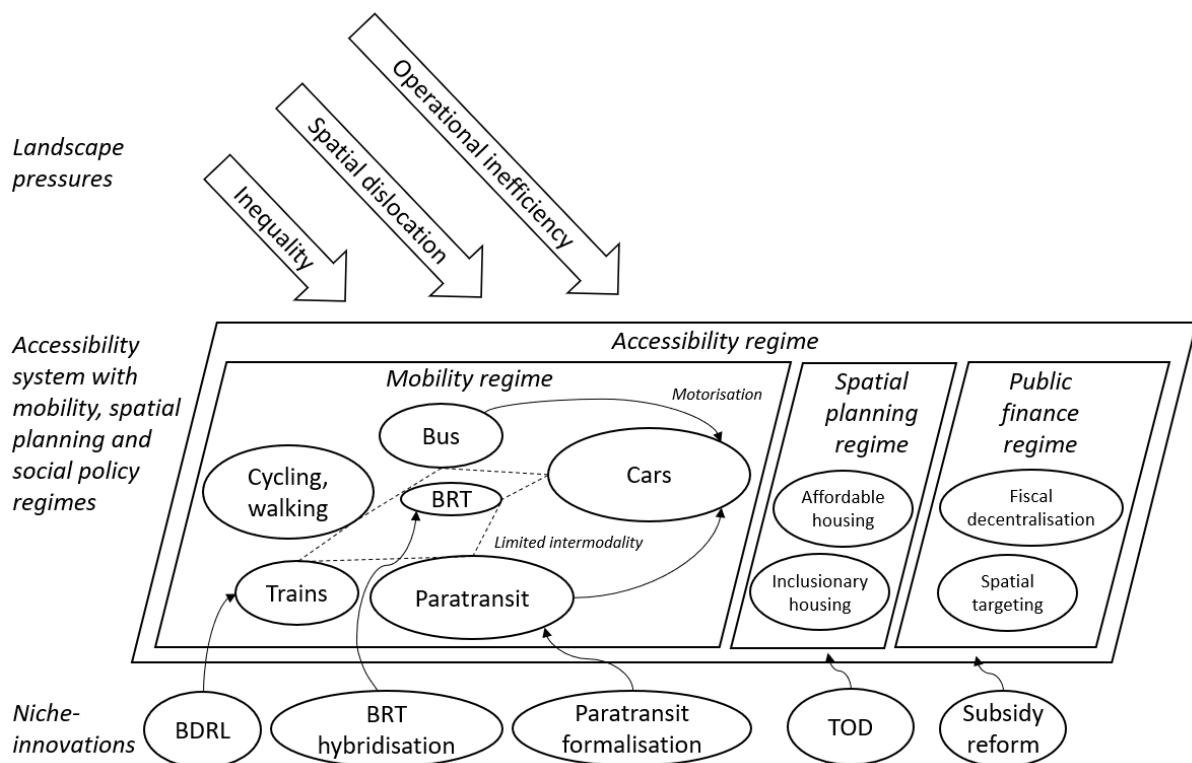 Landscape
pressures
Inequality
Spatial dislocation
Operational inefficiency
Accessibility
system with
mobility, spatial
planning and
social policy
regimes
Accessibility regime
Mobility regime
Motorisation
Bus
Cars
Cycling,
walking
BRT
Limited intermodality
Trains
Paratransit
Spatial
planning
regime
Affordable
housing
Inclusionary
housing
Public
finance
regime
Fiscal
decentralisation
Spatial
targeting
Niche-
innovations
BDRL
BRT
hybridisation
Paratransit
formalisation
TOD
Subsidy
reform